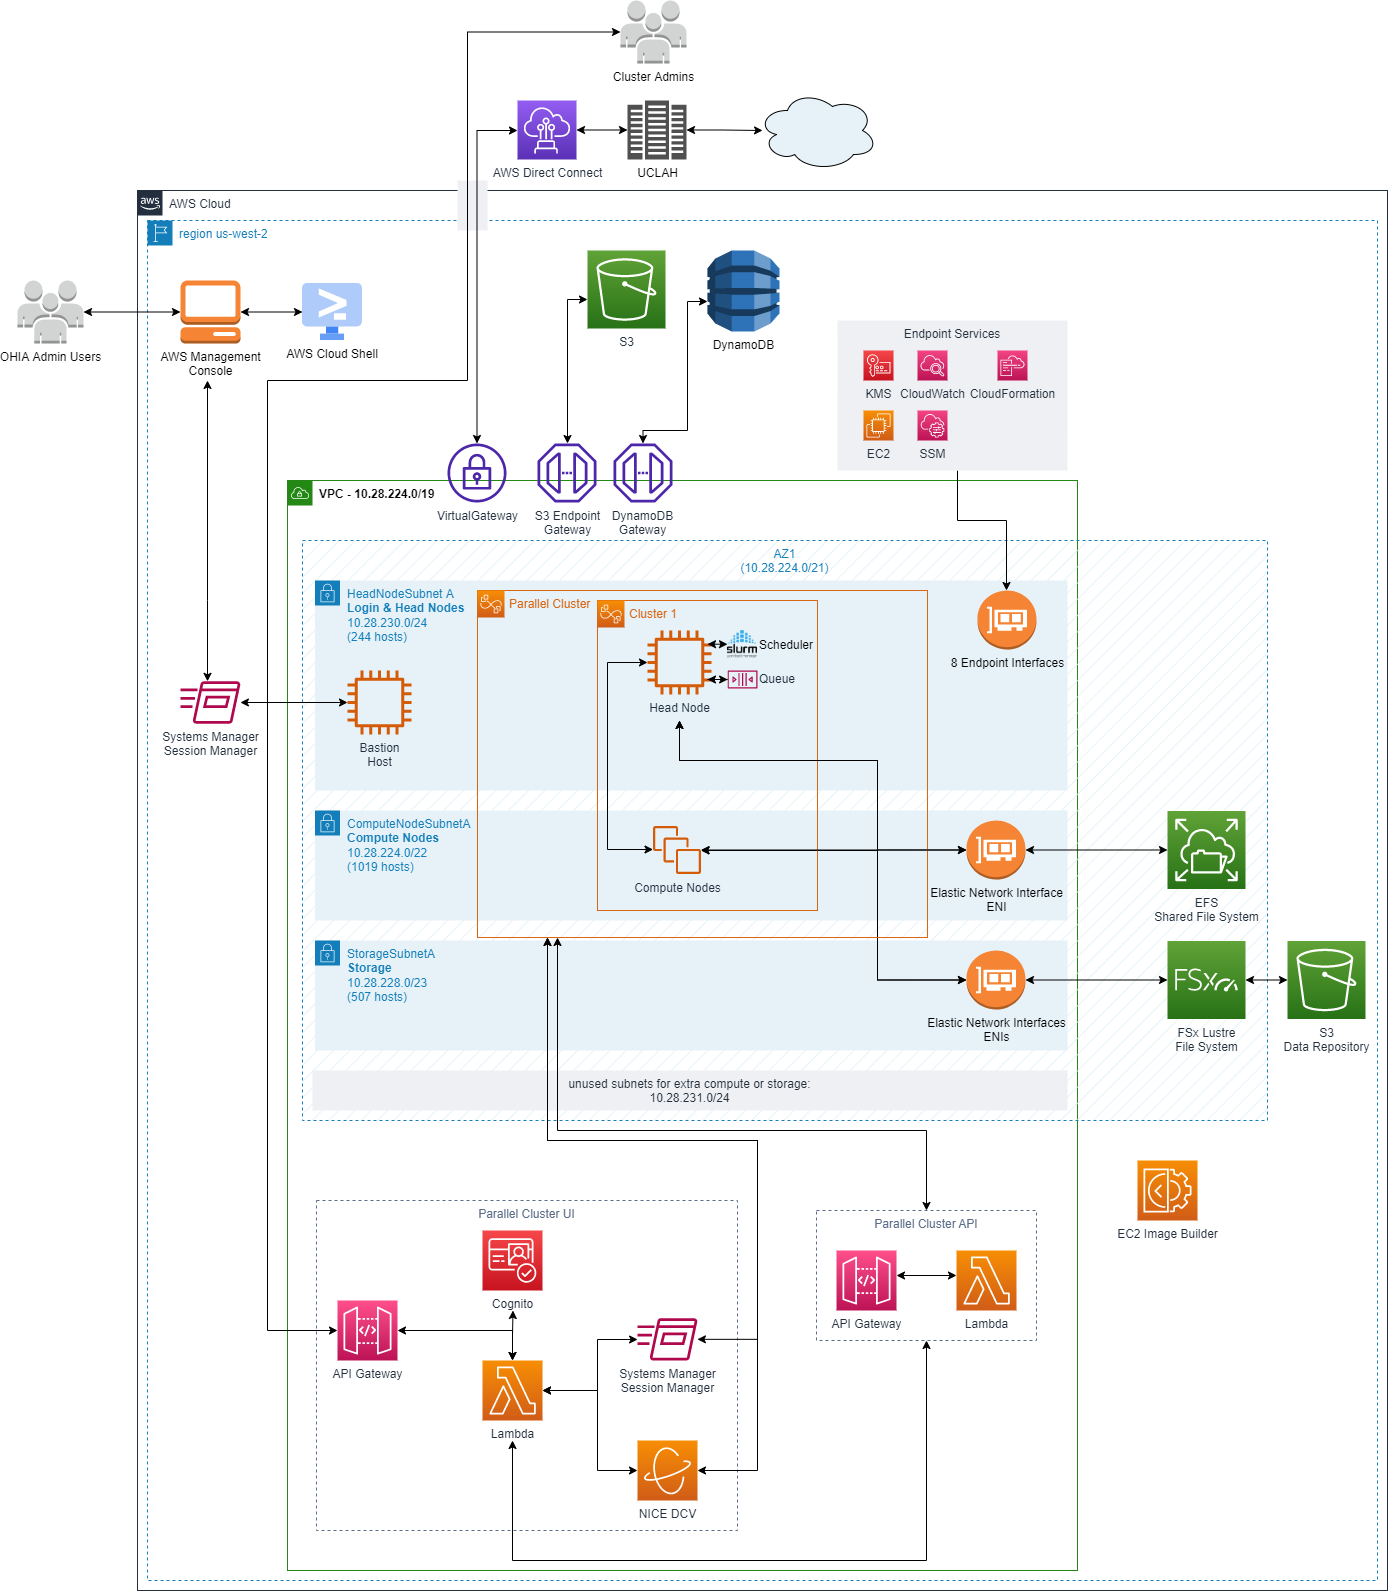 Cluster Admins
AWS Direct Connect
UCLAH
aws
AWS Cloud
region us-west-2
OHIA Admin Users
AWS Management
Console
AWS Cloud Shell
S3
DynamoDB
Endpoint Services
KMS
CloudWatch
CloudFormation
EC2
SSM
VPC - 10.28.224.0/19
VirtualGateway
S3 Endpoint
Gateway
DynamoDB
Gateway
AZ1
(10.28.224.0/21)
HeadNodeSubnet A
Login & Head Nodes
10.28.230.0/24
(244 hosts)
Parallel Cluster
Cluster 1
slurm
Scheduler
Queue
Head Node
8 Endpoint Interfaces
Systems Manager
Session Manager
Bastion
Host
ComputeNodeSubnetA
Compute Nodes
10.28.224.0/22
(1019 hosts)
Compute Nodes
Elastic Network Interface
ENI
EFS
Shared File System
StorageSubnetA
Storage
10.28.228.0/23
(507 hosts)
Elastic Network Interfaces
ENIs
FSx
FSx Lustre
File System
S3
Data Repository
unused subnets for extra compute or storage:
10.28.231.0/24
EC2 Image Builder
Parallel Cluster UI
Cognito
API Gateway
Lambda
Systems Manager
Session Manager
NICE DCV
Parallel Cluster API
API Gateway
Lambda